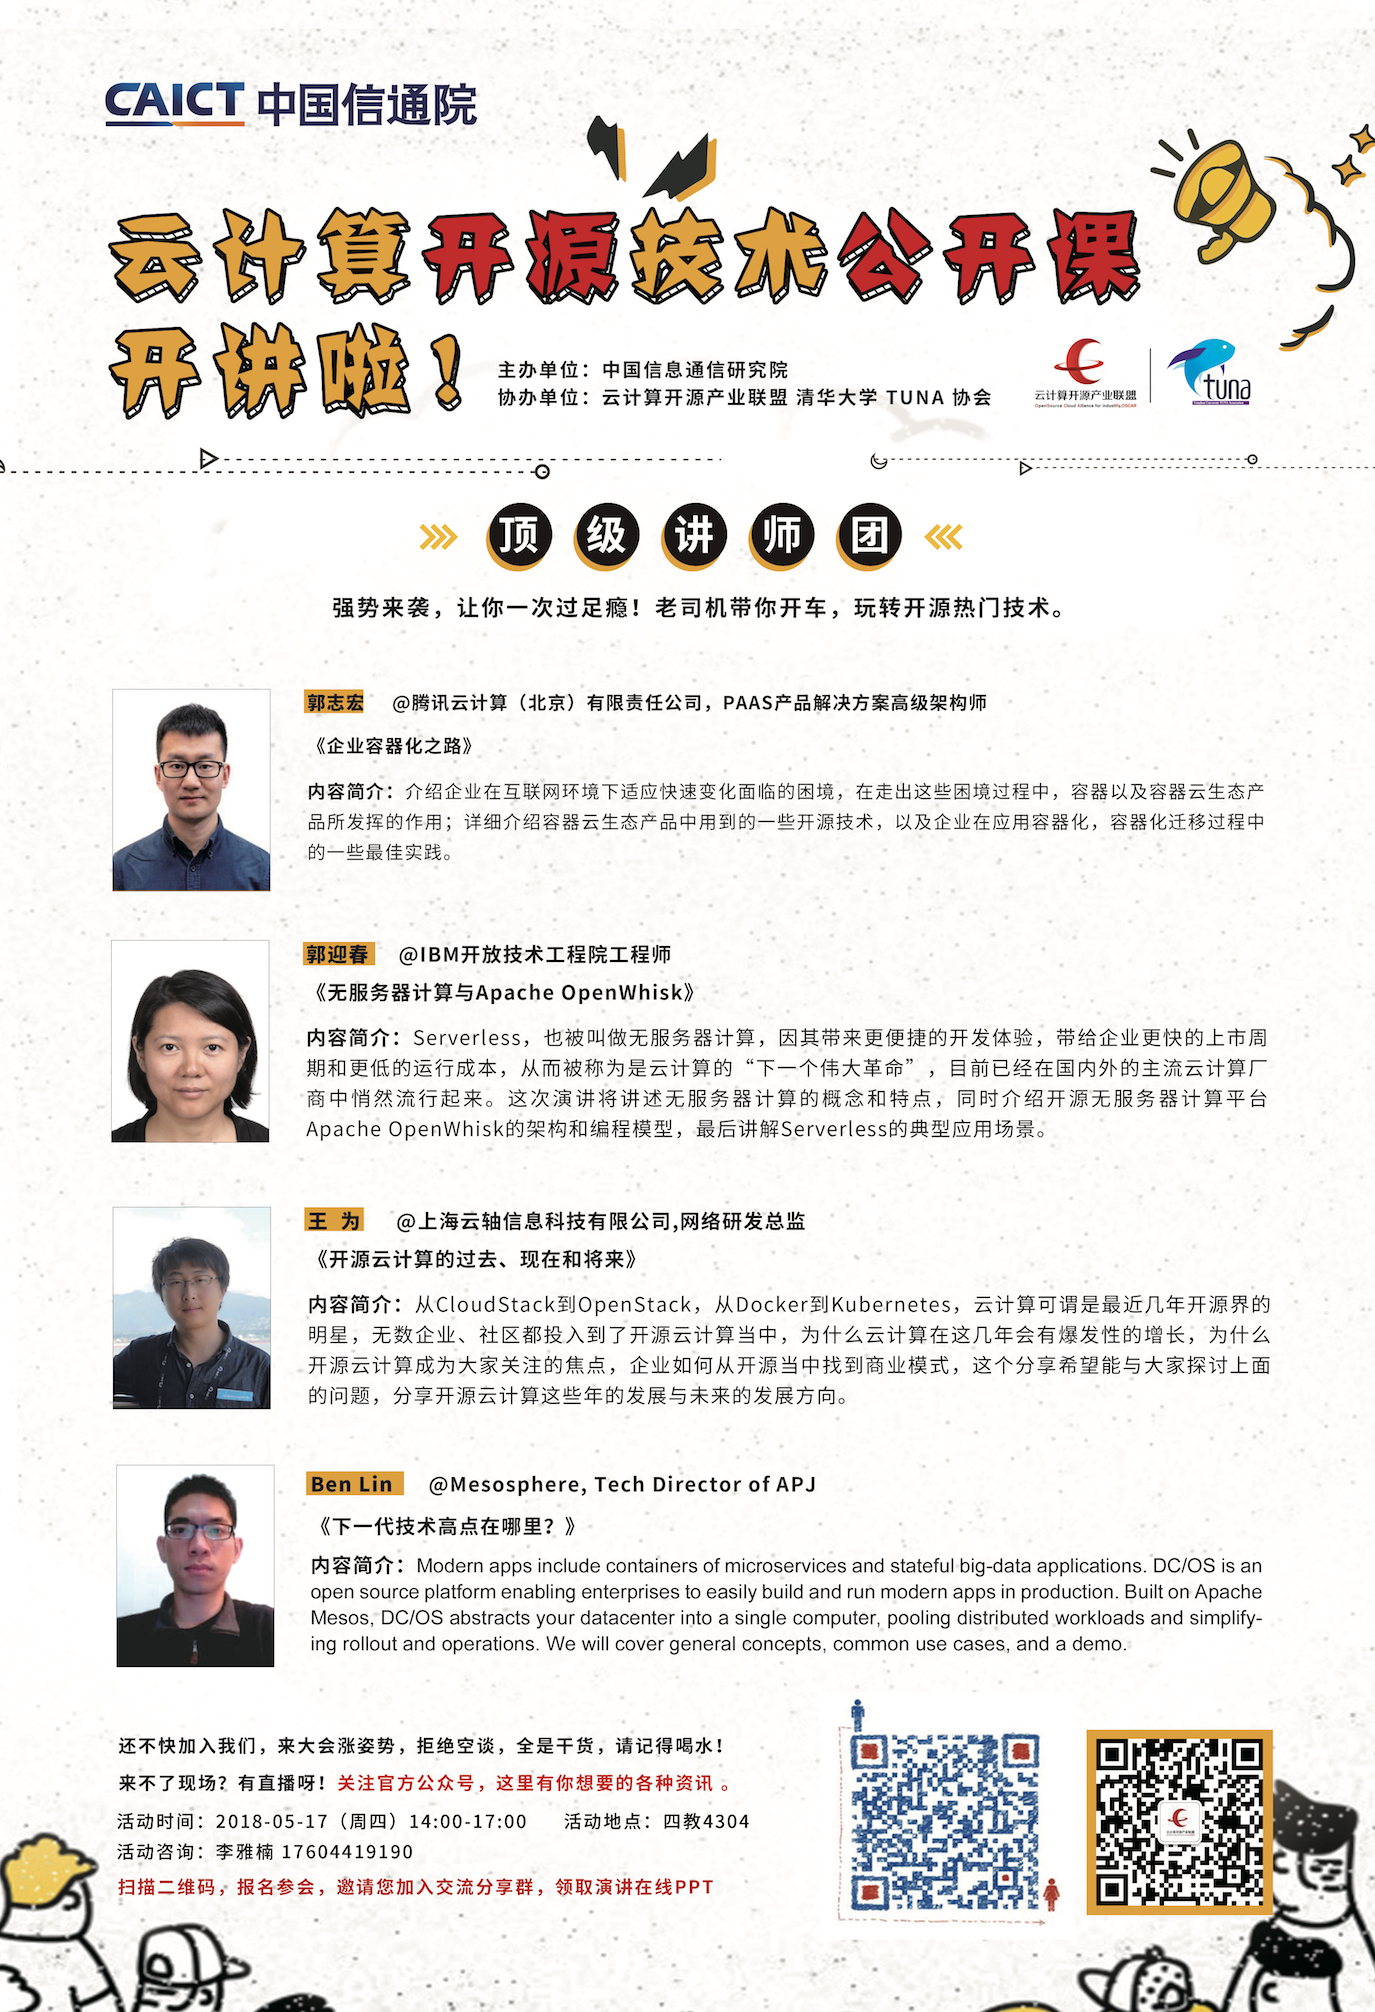 CAICT 中国信通院
云计算开源技术公开课
开讲啦！
主办单位：中国信息通信研究院
协办单位：云计算开源产业联盟 清华大学 TUNA 协会
云计算开源产业联盟
OpenSource Cloud Alliance for industry,OSCAR
tuna
顶级讲师团
强势来袭，让你一次过足瘾！老司机带你开车，玩转开源热门技术。
郭志宏 @腾讯云计算（北京）有限责任公司，PAAS产品解决方案高级架构师
《企业容器化之路》
内容简介：介绍企业在互联网环境下适应快速变化面临的困境，在走出这些困境过程中，容器以及容器云生态产
品所发挥的作用；详细介绍容器云生态产品中用到的一些开源技术，以及企业在应用容器化，容器化迁移过程中
的一些最佳实践。
郭迎春 @IBM开放技术工程院工程师
《无服务器计算与Apache OpenWhisk》
内容简介：Serverless，也被叫做无服务器计算，因其带来更便捷的开发体验，带给企业更快的上市周
期和更低的运行成本，从而被称为是云计算的“下一个伟大革命”，目前已经在国内外的主流云计算厂
商中悄然流行起来。这次演讲将讲述无服务器计算的概念和特点，同时介绍开源无服务器计算平台
Apache OpenWhisk的架构和编程模型，最后讲解Serverless的典型应用场景。
王 为 @上海云轴信息科技有限公司,网络研发总监
《开源云计算的过去、现在和将来》
内容简介：从CloudStack到OpenStack，从Docker到Kubernetes，云计算可谓是最近几年开源界的
明星，无数企业、社区都投入到了开源云计算当中，为什么云计算在这几年会有爆发性的增长，为什么
开源云计算成为大家关注的焦点，企业如何从开源当中找到商业模式，这个分享希望能与大家探讨上面
的问题，分享开源云计算这些年的发展与未来的发展方向。
Ben Lin @Mesosphere, Tech Director of APJ
《下一代技术高点在哪里？》
内容简介：Modern apps include containers of microservices and stateful big-data applications. DC/OS is an
open source platform enabling enterprises to easily build and run modern apps in production. Built on Apache
Mesos, DC/OS abstracts your datacenter into a single computer, pooling distributed workloads and simplify-
ing rollout and operations. We will cover general concepts, common use cases, and a demo.
还不快加入我们，来大会涨姿势，拒绝空谈，全是干货，请记得喝水！
来不了现场？有直播呀！关注官方公众号，这里有你想要的各种资讯 。
活动时间：2018-05-17（周四）14:00-17:00 活动地点：四教4304
活动咨询：李雅楠 17604419190
扫描二维码，报名参会，邀请您加入交流分享群，领取演讲在线PPT